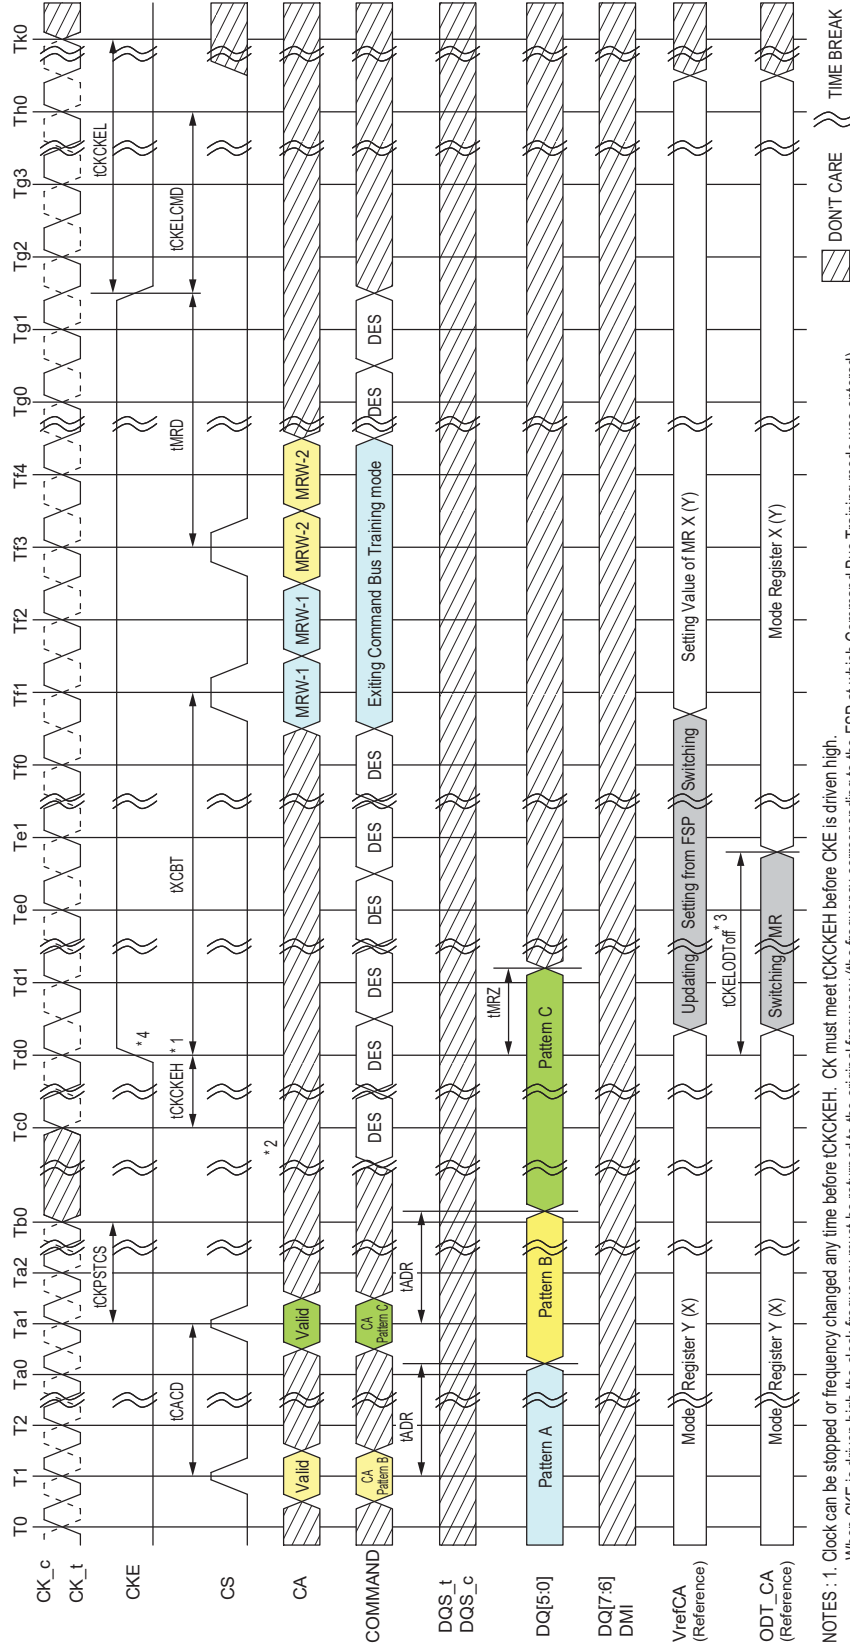 T0 T1 T2 Ta0 Ta1 Ta2 Tb0 Tc0 Td0 Td1 Te0 Te1 Tf0 Tf1 Tf2 Tf3 Tf4 Tg0 Tg1 Tg2 Tg3 Th0 Tk0
CK_c
CK_t
tCKPSTCS
tCKCKEH * 1
* 4
tCKCKEL
CKE
tCACD
tXCBT
tMRD
tCKELCMD
CS
* 2
CA
Valid Valid MRW-1 MRW-1 MRW-2 MRW-2
COMMAND
CA Pattern B
CA Pattern C
DES DES DES DES DES DES Exiting Command Bus Training mode DES DES
tADR tADR
DQS_t
DQS_c
tMRZ
DQ[5:0]
Pattern A Pattern B Pattern C
DQ[7:6]
DMI
VrefCA
(Reference)
Mode Register Y (X) Updating Setting from FSP Switching Setting Value of MR X (Y)
tCKELODToff * 3
ODT_CA
(Reference)
Mode Register Y (X) Switching MR Mode Register X (Y)
DON'T CARE TIME BREAK
NOTES : 1. Clock can be stopped or frequency changed any time before tCKCKEH. CK must meet tCKCKEH before CKE is driven high.